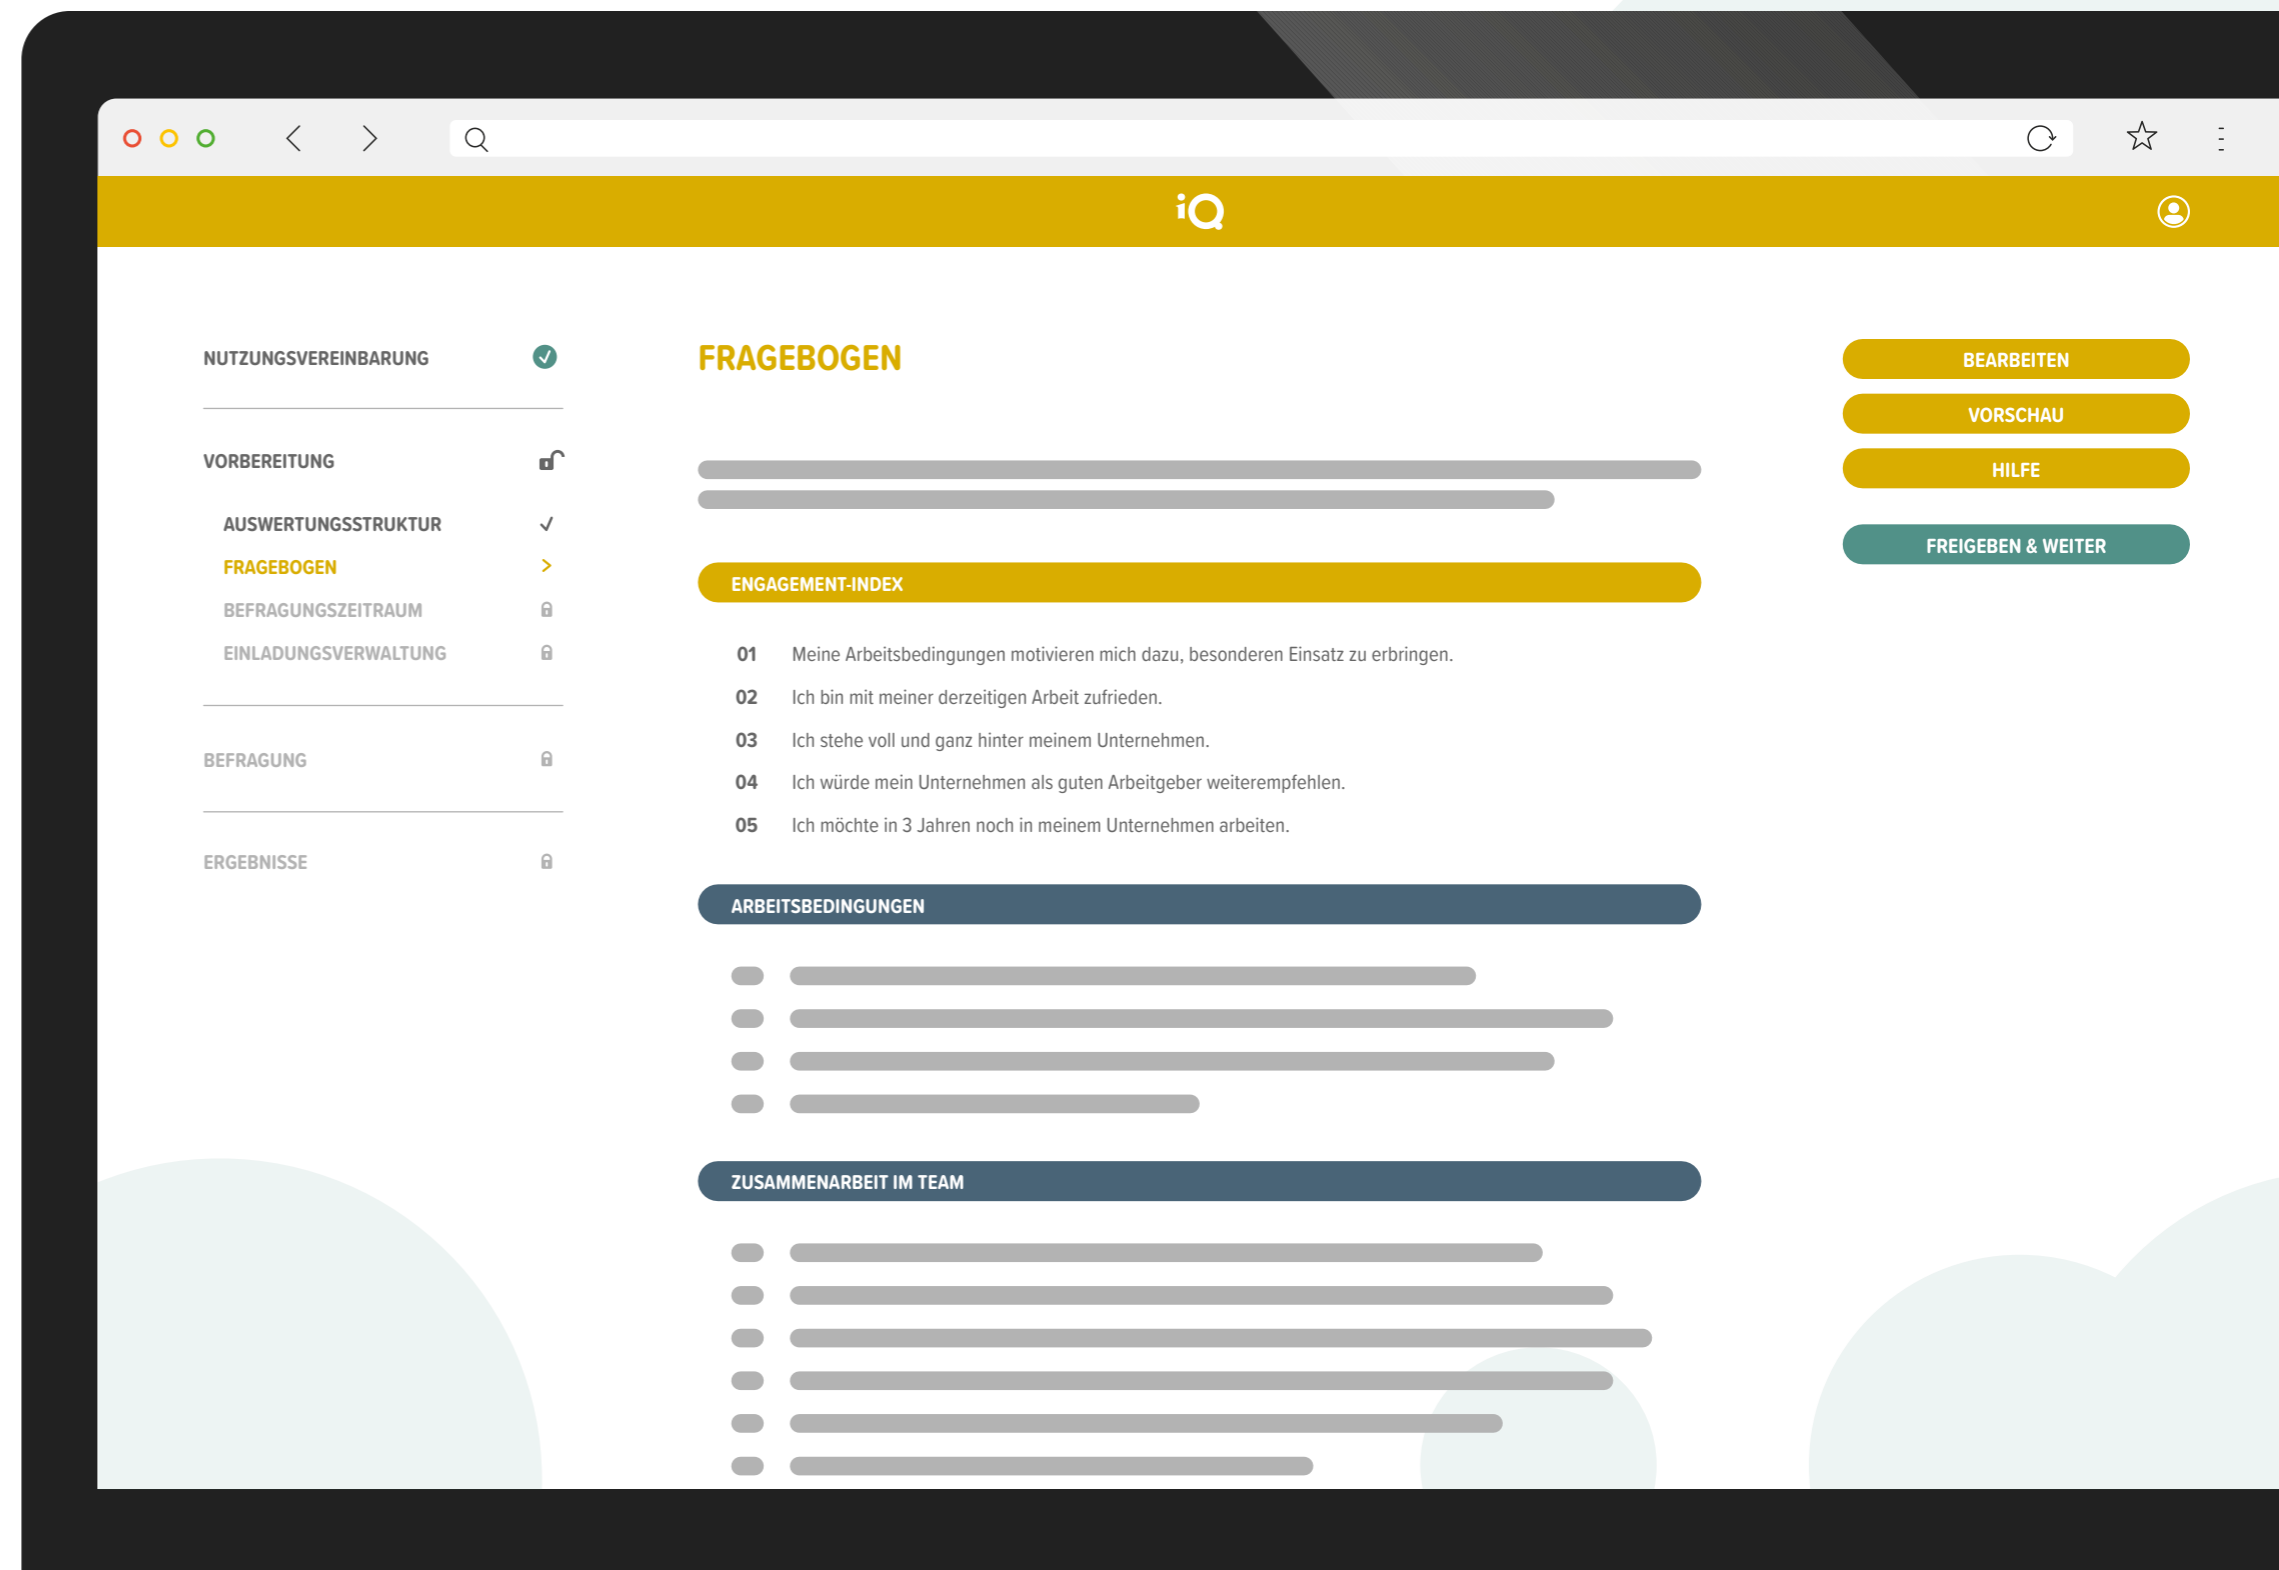 iQ
NUTZUNGSVEREINBARUNG
VORBEREITUNG
AUSWERTUNGSSTRUKTUR
FRAGEBOGEN
BEFRAGUNGSZEITRAUM
EINLADUNGSVERWALTUNG
BEFRAGUNG
ERGEBNISSE
FRAGEBOGEN
ENGAGEMENT-INDEX
01 Meine Arbeitsbedingungen motivieren mich dazu, besonderen Einsatz zu erbringen.
02 Ich bin mit meiner derzeitigen Arbeit zufrieden.
03 Ich stehe voll und ganz hinter meinem Unternehmen.
04 Ich würde mein Unternehmen als guten Arbeitgeber weiterempfehlen.
05 Ich möchte in 3 Jahren noch in meinem Unternehmen arbeiten.
ARBEITSBEDINGUNGEN
ZUSAMMENARBEIT IM TEAM
BEARBEITEN
VORSCHAU
HILFE
FREIGEBEN & WEITER